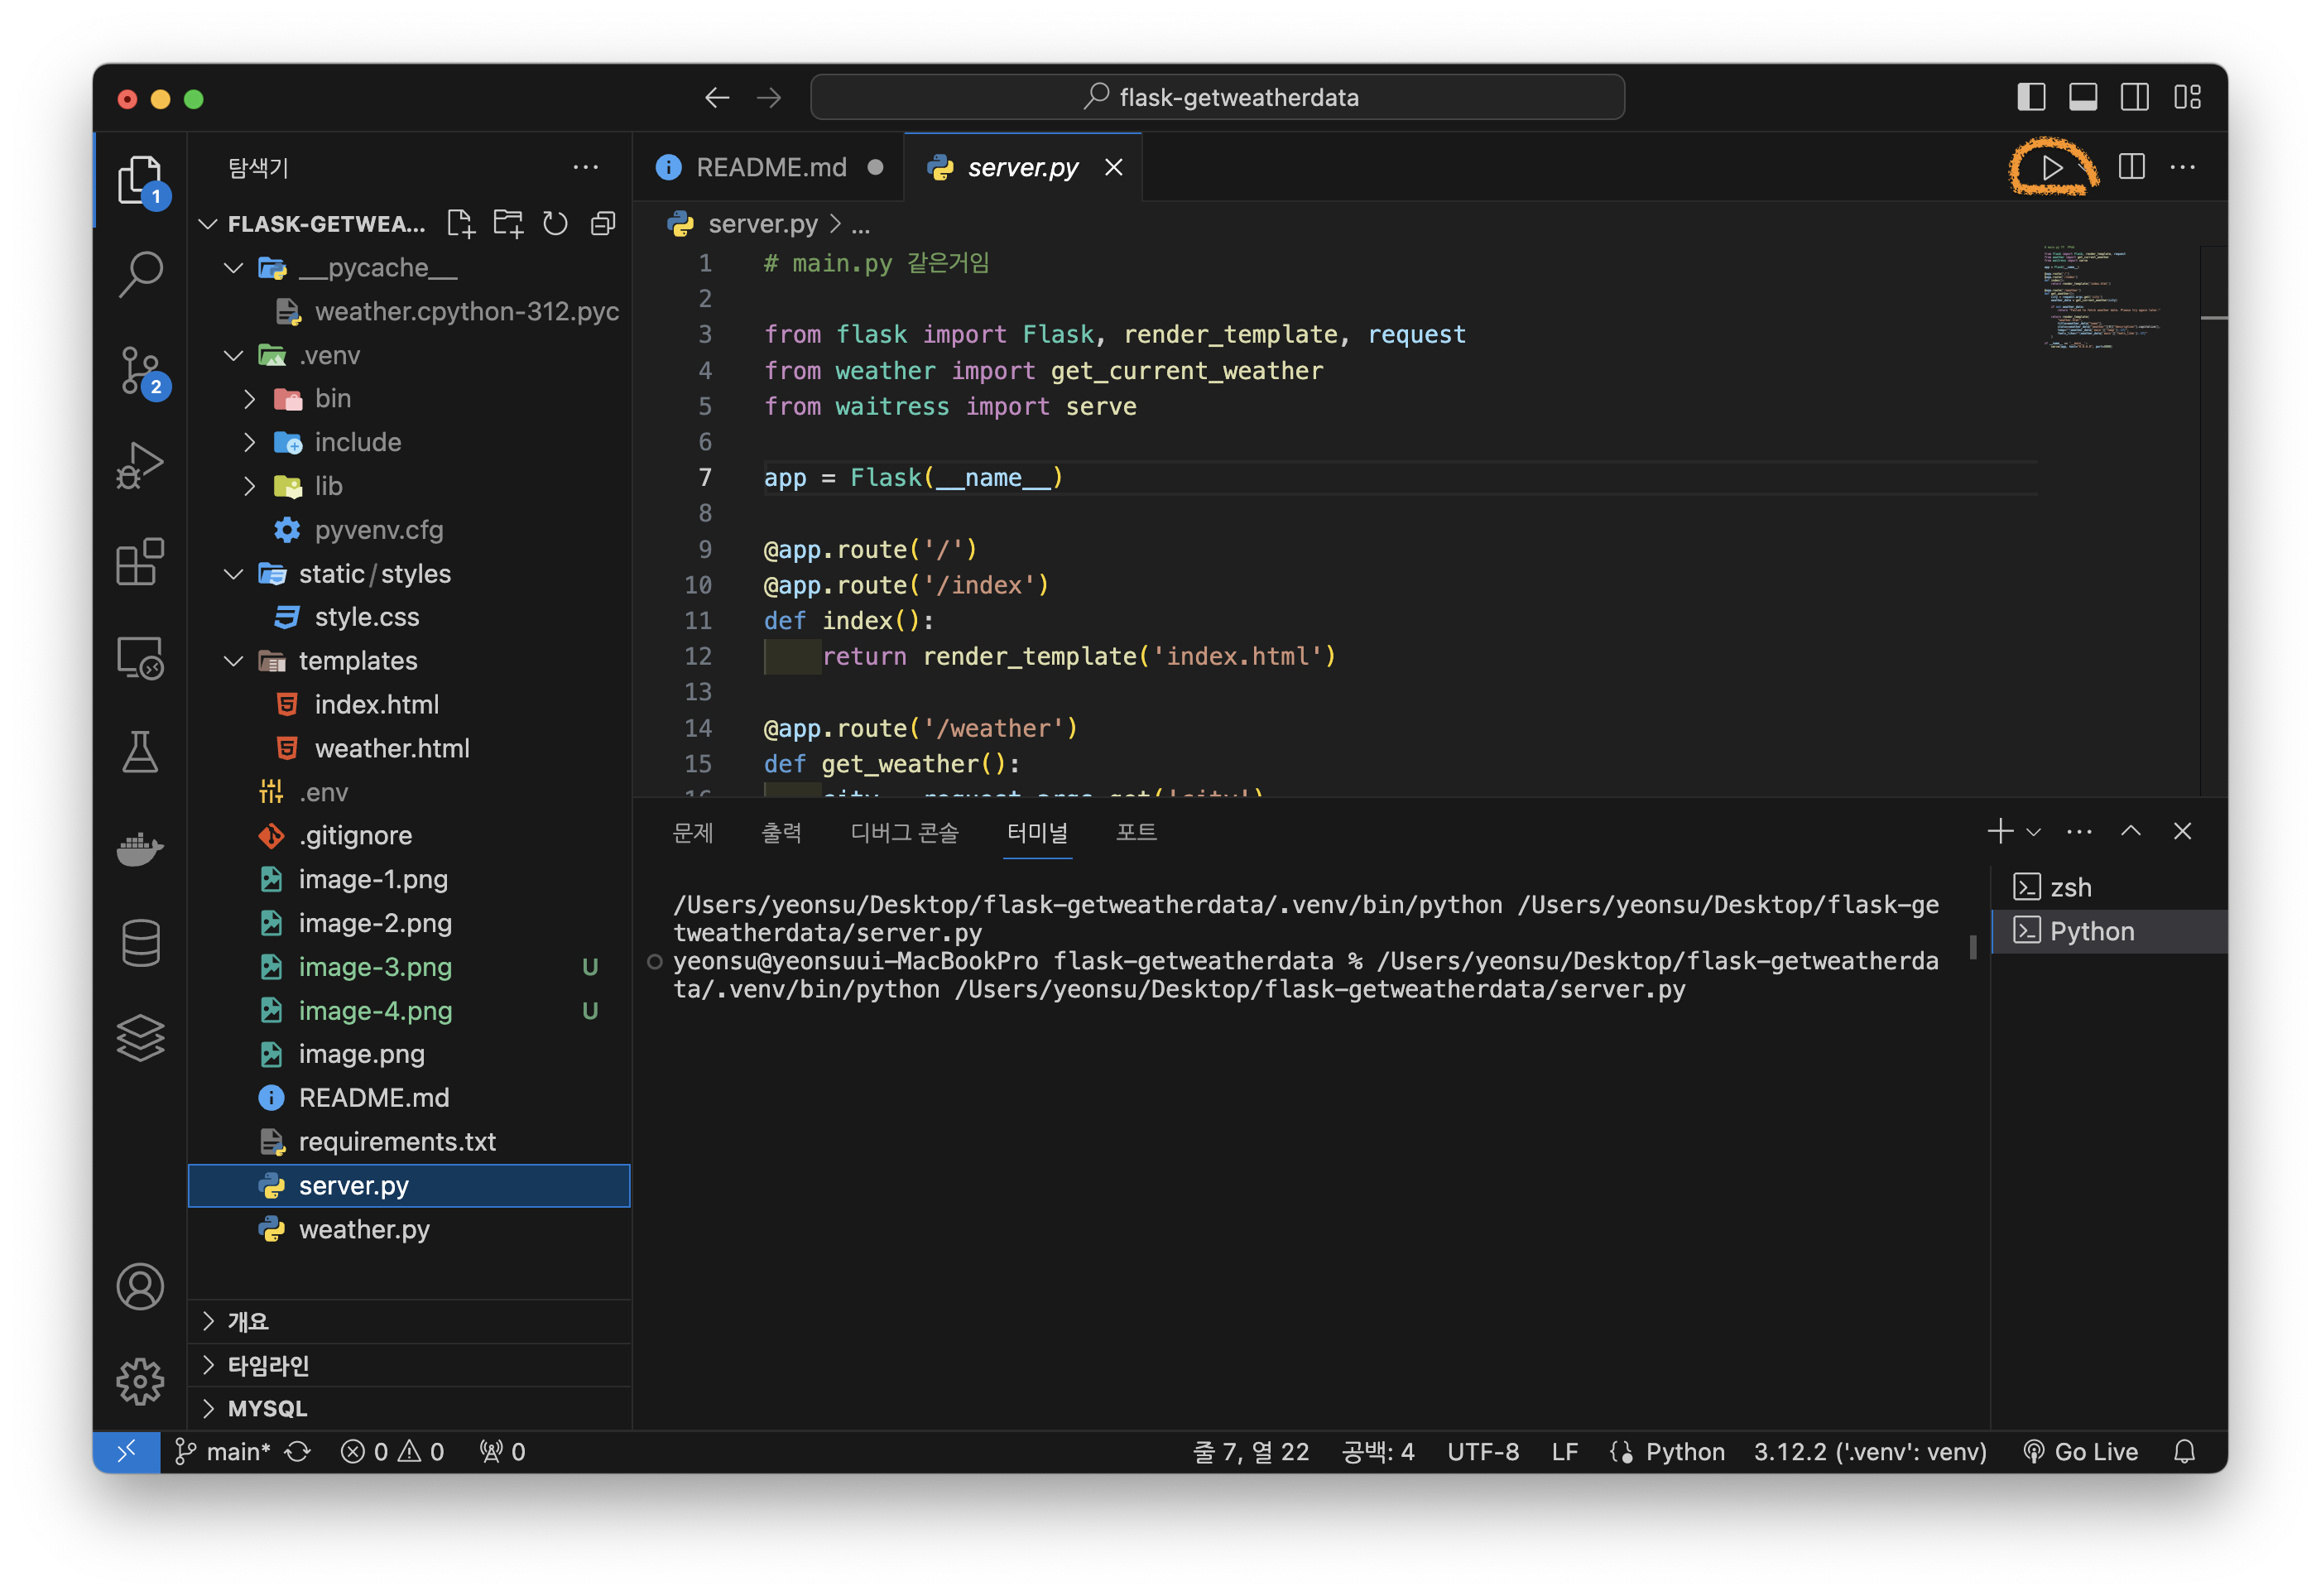 flask-getweatherdata
탐색기
README.md
server.py
1
FLASK-GETWEA...
server.py > ...
__pycache__
weather.cpython-312.pyc
.venv
bin
include
lib
pyvenv.cfg
static/styles
style.css
templates
index.html
weather.html
.env
.gitignore
image-1.png
image-2.png
image-3.png U
image-4.png U
image.png
README.md
requirements.txt
server.py
weather.py
개요
타임라인
MYSQL
2
1 # main.py 같은거임
2
3 from flask import Flask, render_template, request
4 from weather import get_current_weather
5 from waitress import serve
6
7 app = Flask(__name__)
8
9 @app.route('/')
10 @app.route('/index')
11 def index():
12 return render_template('index.html')
13
14 @app.route('/weather')
15 def get_weather():
16 city = request.args.get('city')
문제 출력 디버그 콘솔 터미널 포트
/Users/yeonsu/Desktop/flask-getweatherdata/.venv/bin/python /Users/yeonsu/Desktop/flask-ge
tweatherdata/server.py
yeonsu@yeonsuui-MacBookPro flask-getweatherdata % /Users/yeonsu/Desktop/flask-getweatherda
ta/.venv/bin/python /Users/yeonsu/Desktop/flask-getweatherdata/server.py
zsh
Python
main* 0 0 0 줄 7, 열 22 공백: 4 UTF-8 LF Python 3.12.2 ('.venv': venv) Go Live